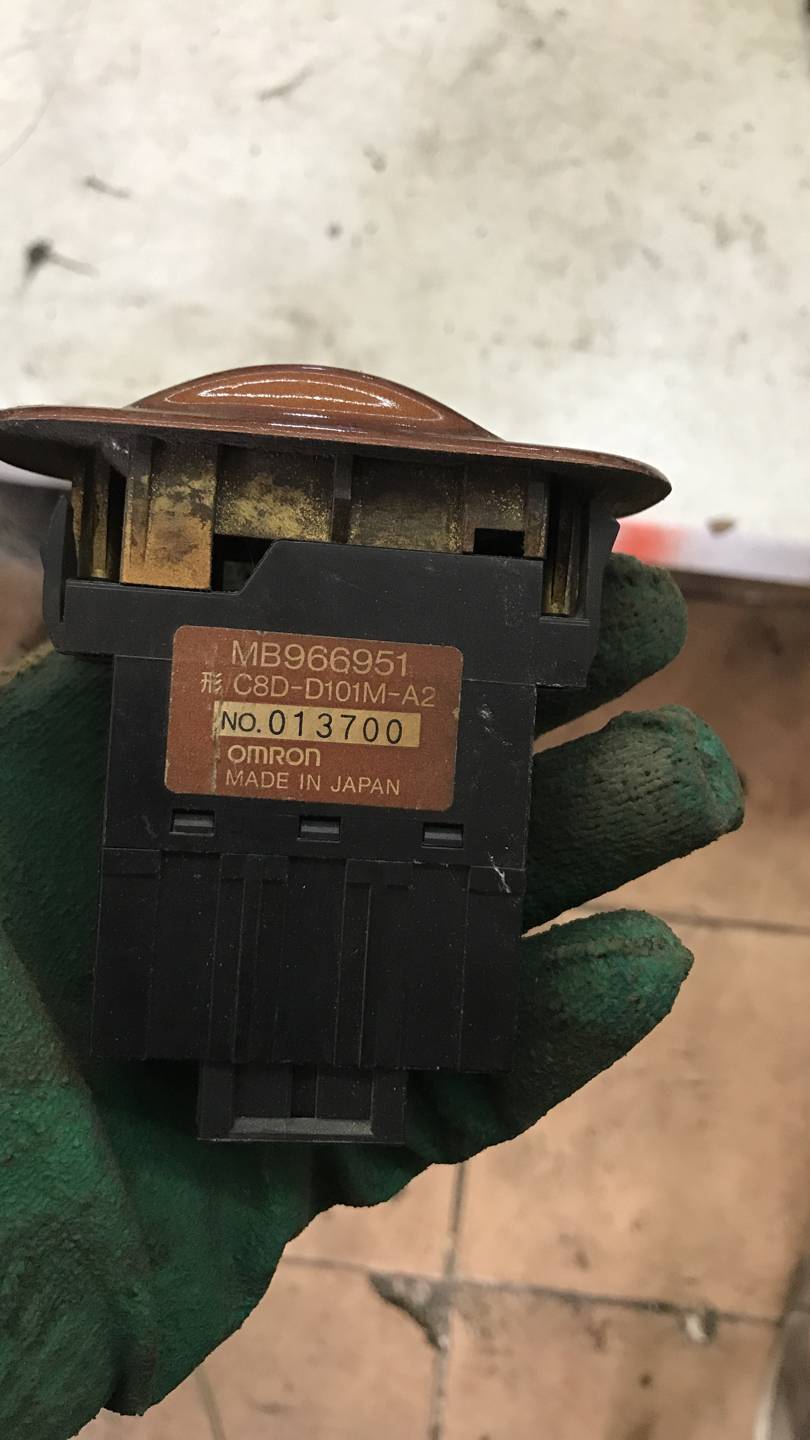 MB966951
形 C8D-D101M-A2
NO. 013700
OMRON
MADE IN JAPAN